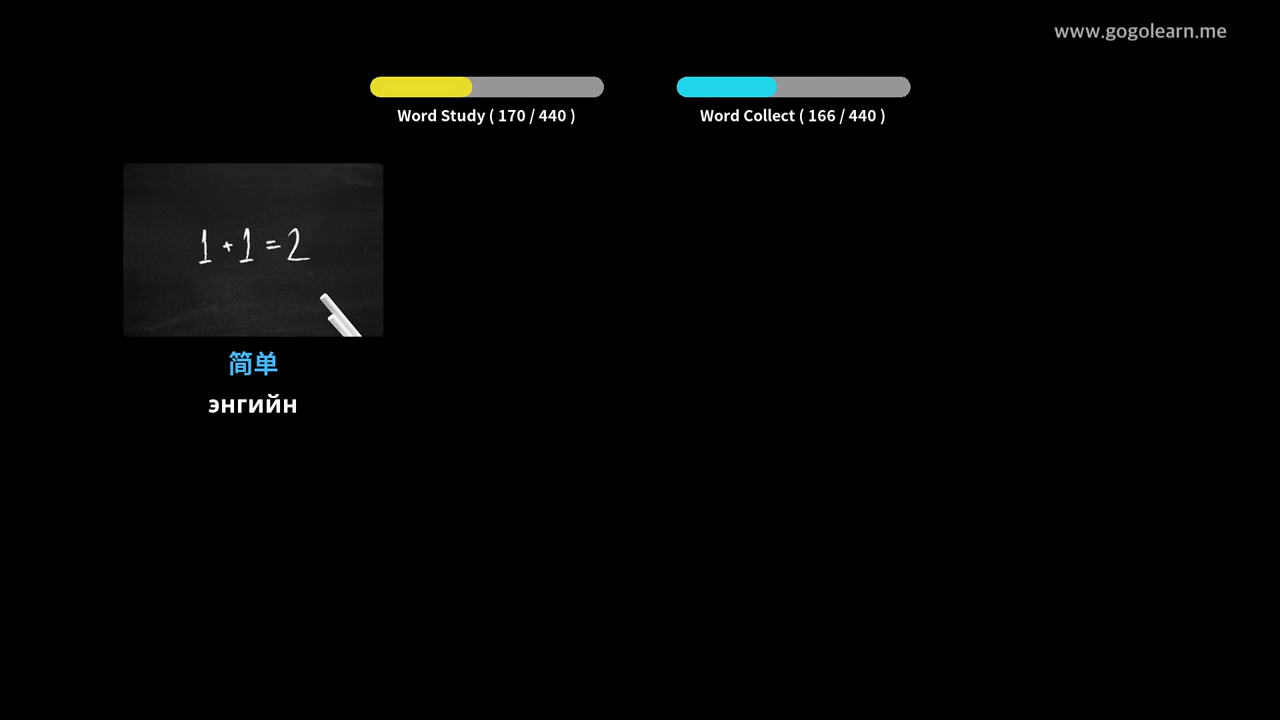 www.gogolearn.me
Word Study ( 170 / 440 )
Word Collect ( 166 / 440 )
1 + 1 = 2
简单
энгийн